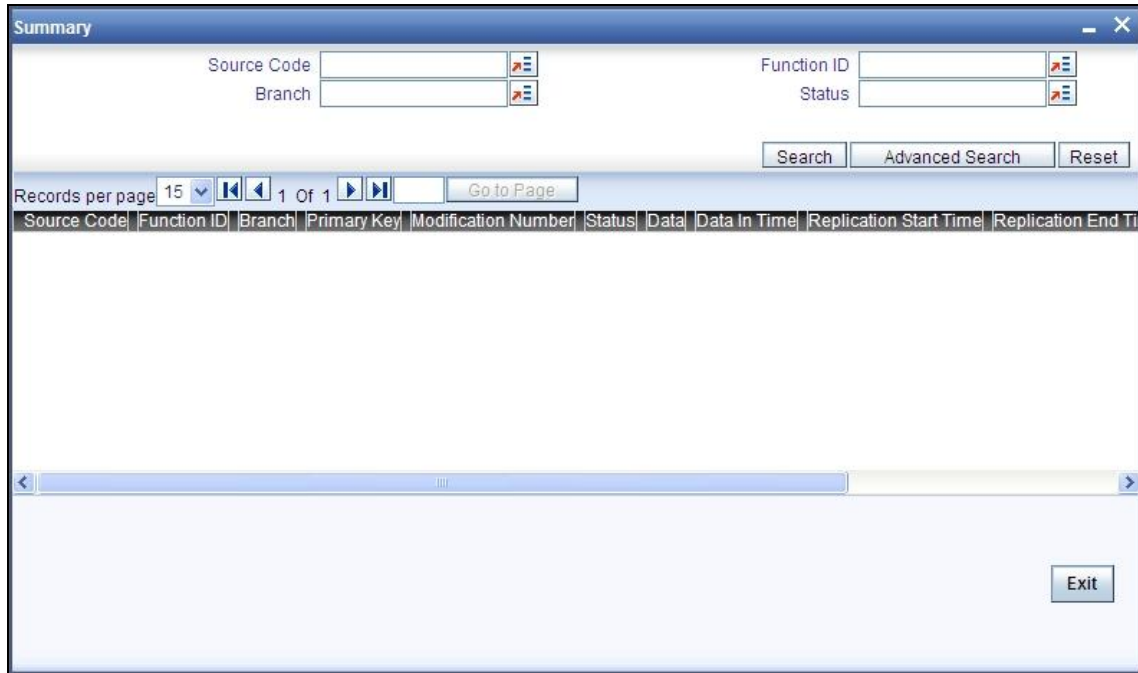 Summary
Source Code Function ID
Branch Status
Search Advanced Search Reset
Records per page 15 1 Of 1 Go to Page
Source Code Function ID Branch Primary Key Modification Number Status Data Data In Time Replication Start Time Replication End Ti
Exit